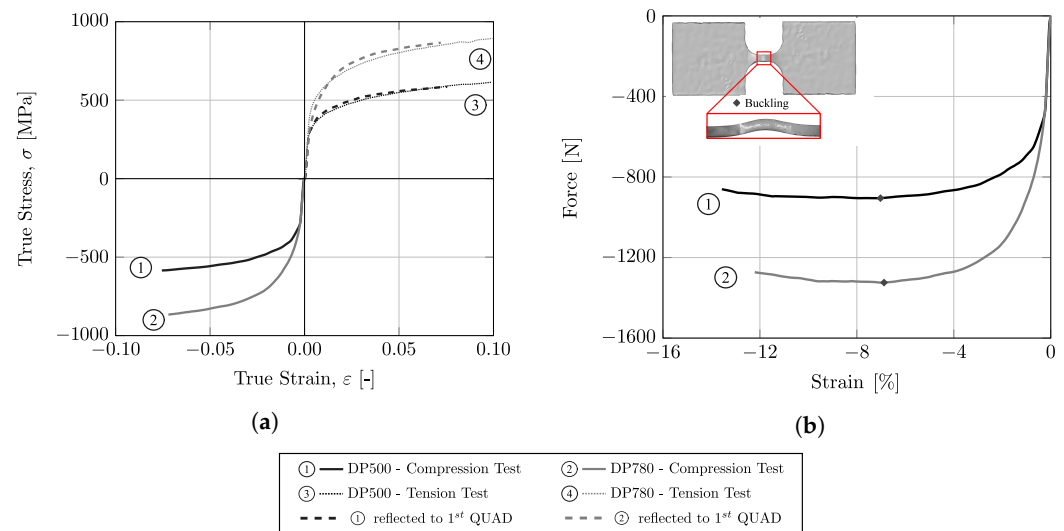 1000
500
0
−500
−1000
True Stress, σ [MPa]
1
2
3
4
−0.10
−0.05
0.00
0.05
0.10
True Strain, ε [-]
(a)
0
−400
−800
−1200
−1600
Force [N]
Buckling
1
2
−16
−12
−8
−4
0
Strain [%]
(b)
1 DP500 - Compression Test
2 DP780 - Compression Test
3 DP500 - Tension Test
4 DP780 - Tension Test
1 reflected to 1st QUAD
2 reflected to 1st QUAD